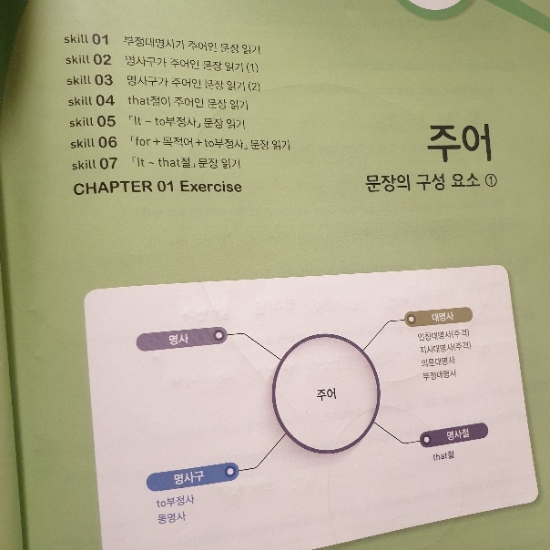 skill 01 부정대명사가 주어인 문장 읽기
skill 02 명사구가 주어인 문장 읽기 (1)
skill 03 명사구가 주어인 문장 읽기 (2)
skill 04 that절이 주어인 문장 읽기
skill 05 「It ~ to부정사」 문장 읽기
skill 06 「for + 목적어 + to부정사」 문장 읽기
skill 07 「It ~ that절」 문장 읽기
CHAPTER 01 Exercise
주어
문장의 구성 요소 ①
명사
대명사
인칭대명사(주격)
지시대명사(주격)
의문대명사
부정대명사
주어
명사절
that절
명사구
to부정사
동명사